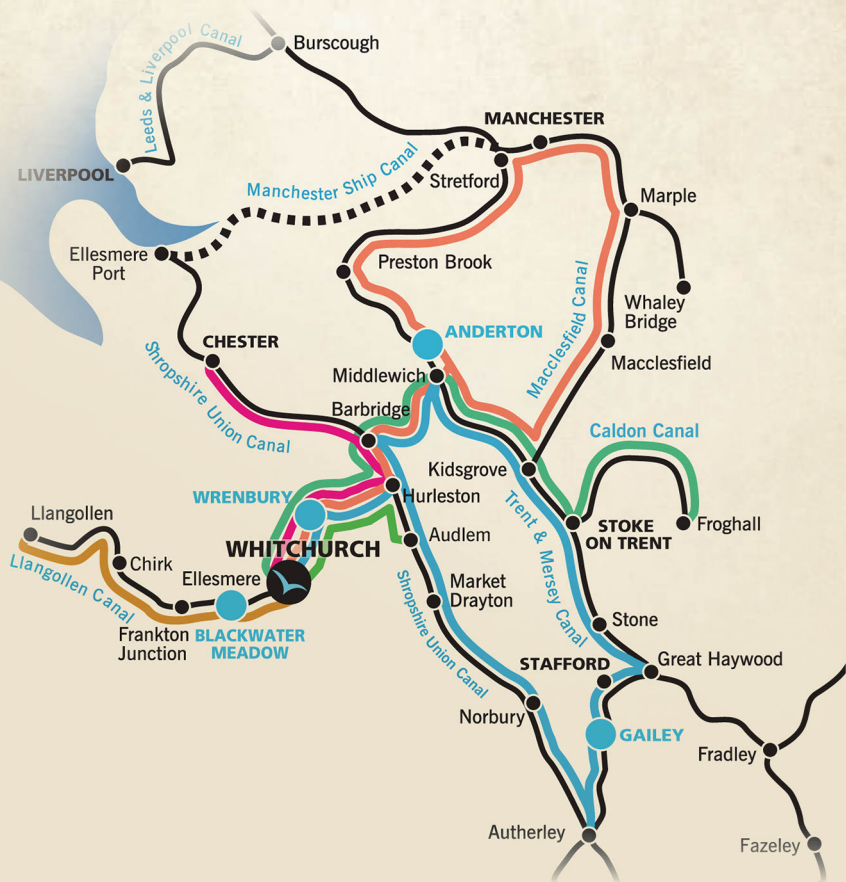 Leeds & Liverpool Canal
Burscough
MANCHESTER
LIVERPOOL
Manchester Ship Canal
Stretford
Marple
Ellesmere
Port
Preston Brook
Whaley
Bridge
Macclesfield Canal
ANDERTON
CHESTER
Macclesfield
Shropshire Union Canal
Middlewich
Barbridge
Caldon Canal
Kidsgrove
WRENBURY
Hurleston
Llangollen
Trent & Mersey Canal
STOKE
ON TRENT
Froghall
Audlem
WHITCHURCH
Chirk
Ellesmere
Llangollen Canal
Market
Drayton
Shropshire Union Canal
Stone
Frankton
Junction
BLACKWATER
MEADOW
STAFFORD
Great Haywood
Norbury
GAILEY
Fradley
Autherley
Fazeley